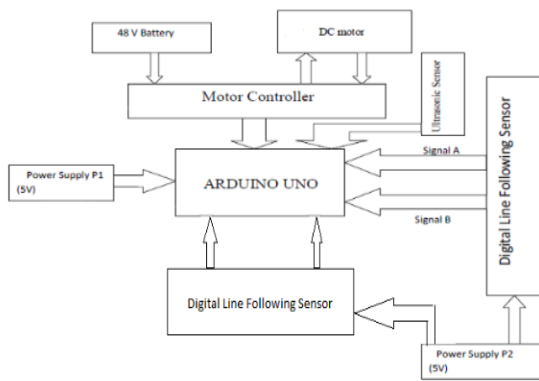 48 V Battery
DC motor
Motor Controller
Ultrasonic Sensor
Digital Line Following Sensor
Signal A
Power Supply P1
(5V)
ARDUINO UNO
Signal B
Digital Line Following Sensor
Power Supply P2
(5V)